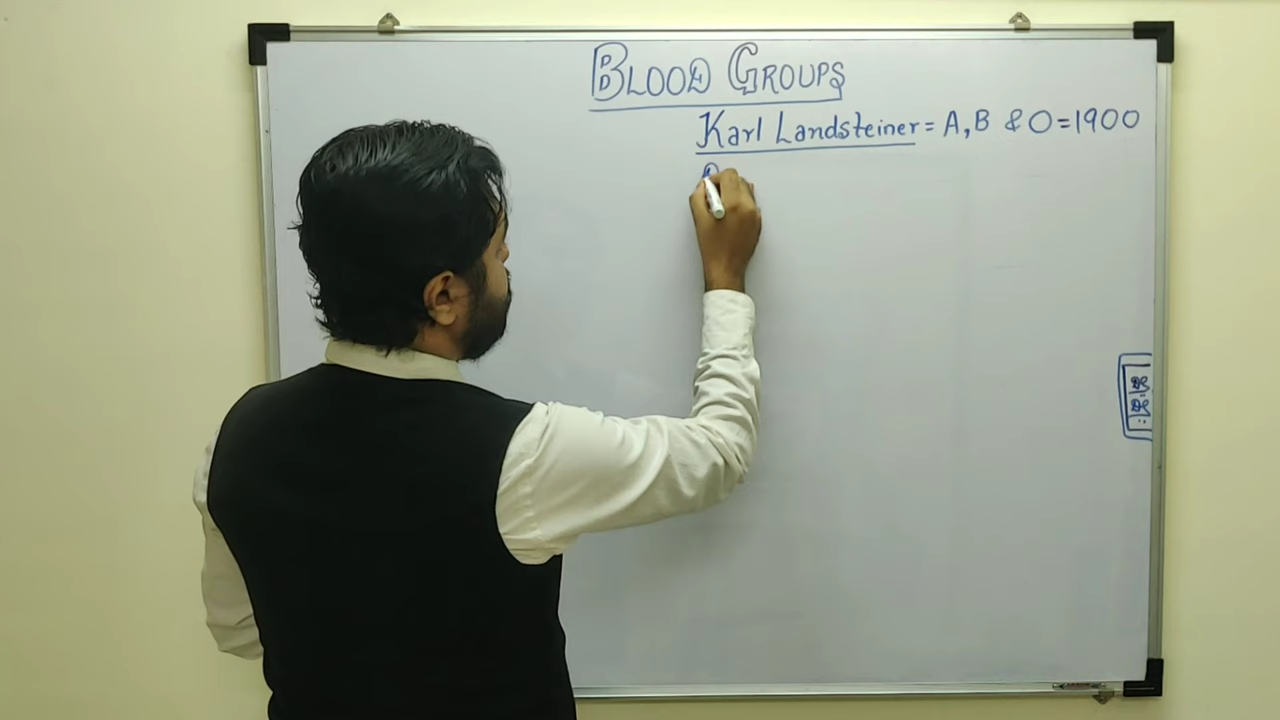 BLOOD GROUPS
Karl Landsteiner = A, B & O = 1900